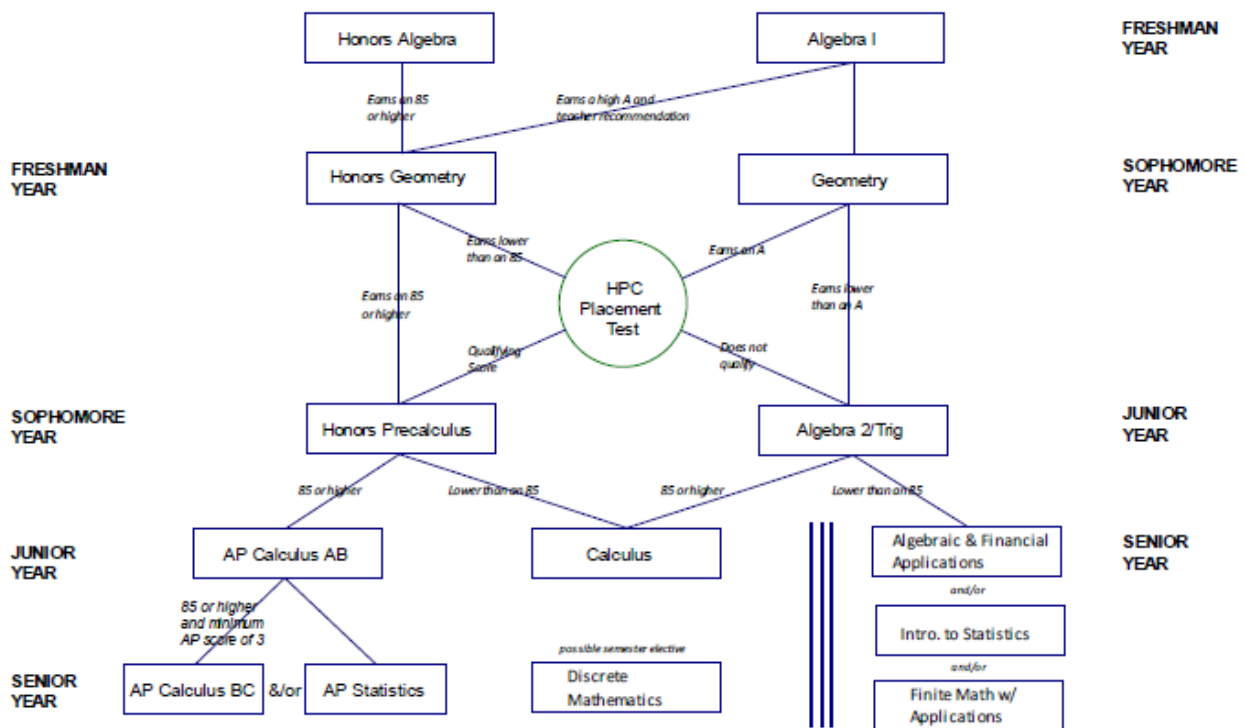 Honors Algebra
Algebra I
FRESHMAN
YEAR
Earns an 85
or higher
Earns a high A and
teacher recommendation
FRESHMAN
YEAR
Honors Geometry
Geometry
SOPHOMORE
YEAR
Earns lower
than an 85
Earns an A
HPC
Placement
Test
Earns an 85
or higher
Earns lower
than an A
Qualifying
Score
Does not
qualify
SOPHOMORE
YEAR
Honors Precalculus
Algebra 2/Trig
JUNIOR
YEAR
85 or higher
Lower than an 85
85 or higher
Lower than an 85
JUNIOR
YEAR
AP Calculus AB
Calculus
Algebraic & Financial
Applications
SENIOR
YEAR
and/or
85 or higher
and minimum
AP score of 3
Intro. to Statistics
possible semester elective
and/or
SENIOR
YEAR
AP Calculus BC
&/or
AP Statistics
Discrete
Mathematics
Finite Math w/
Applications